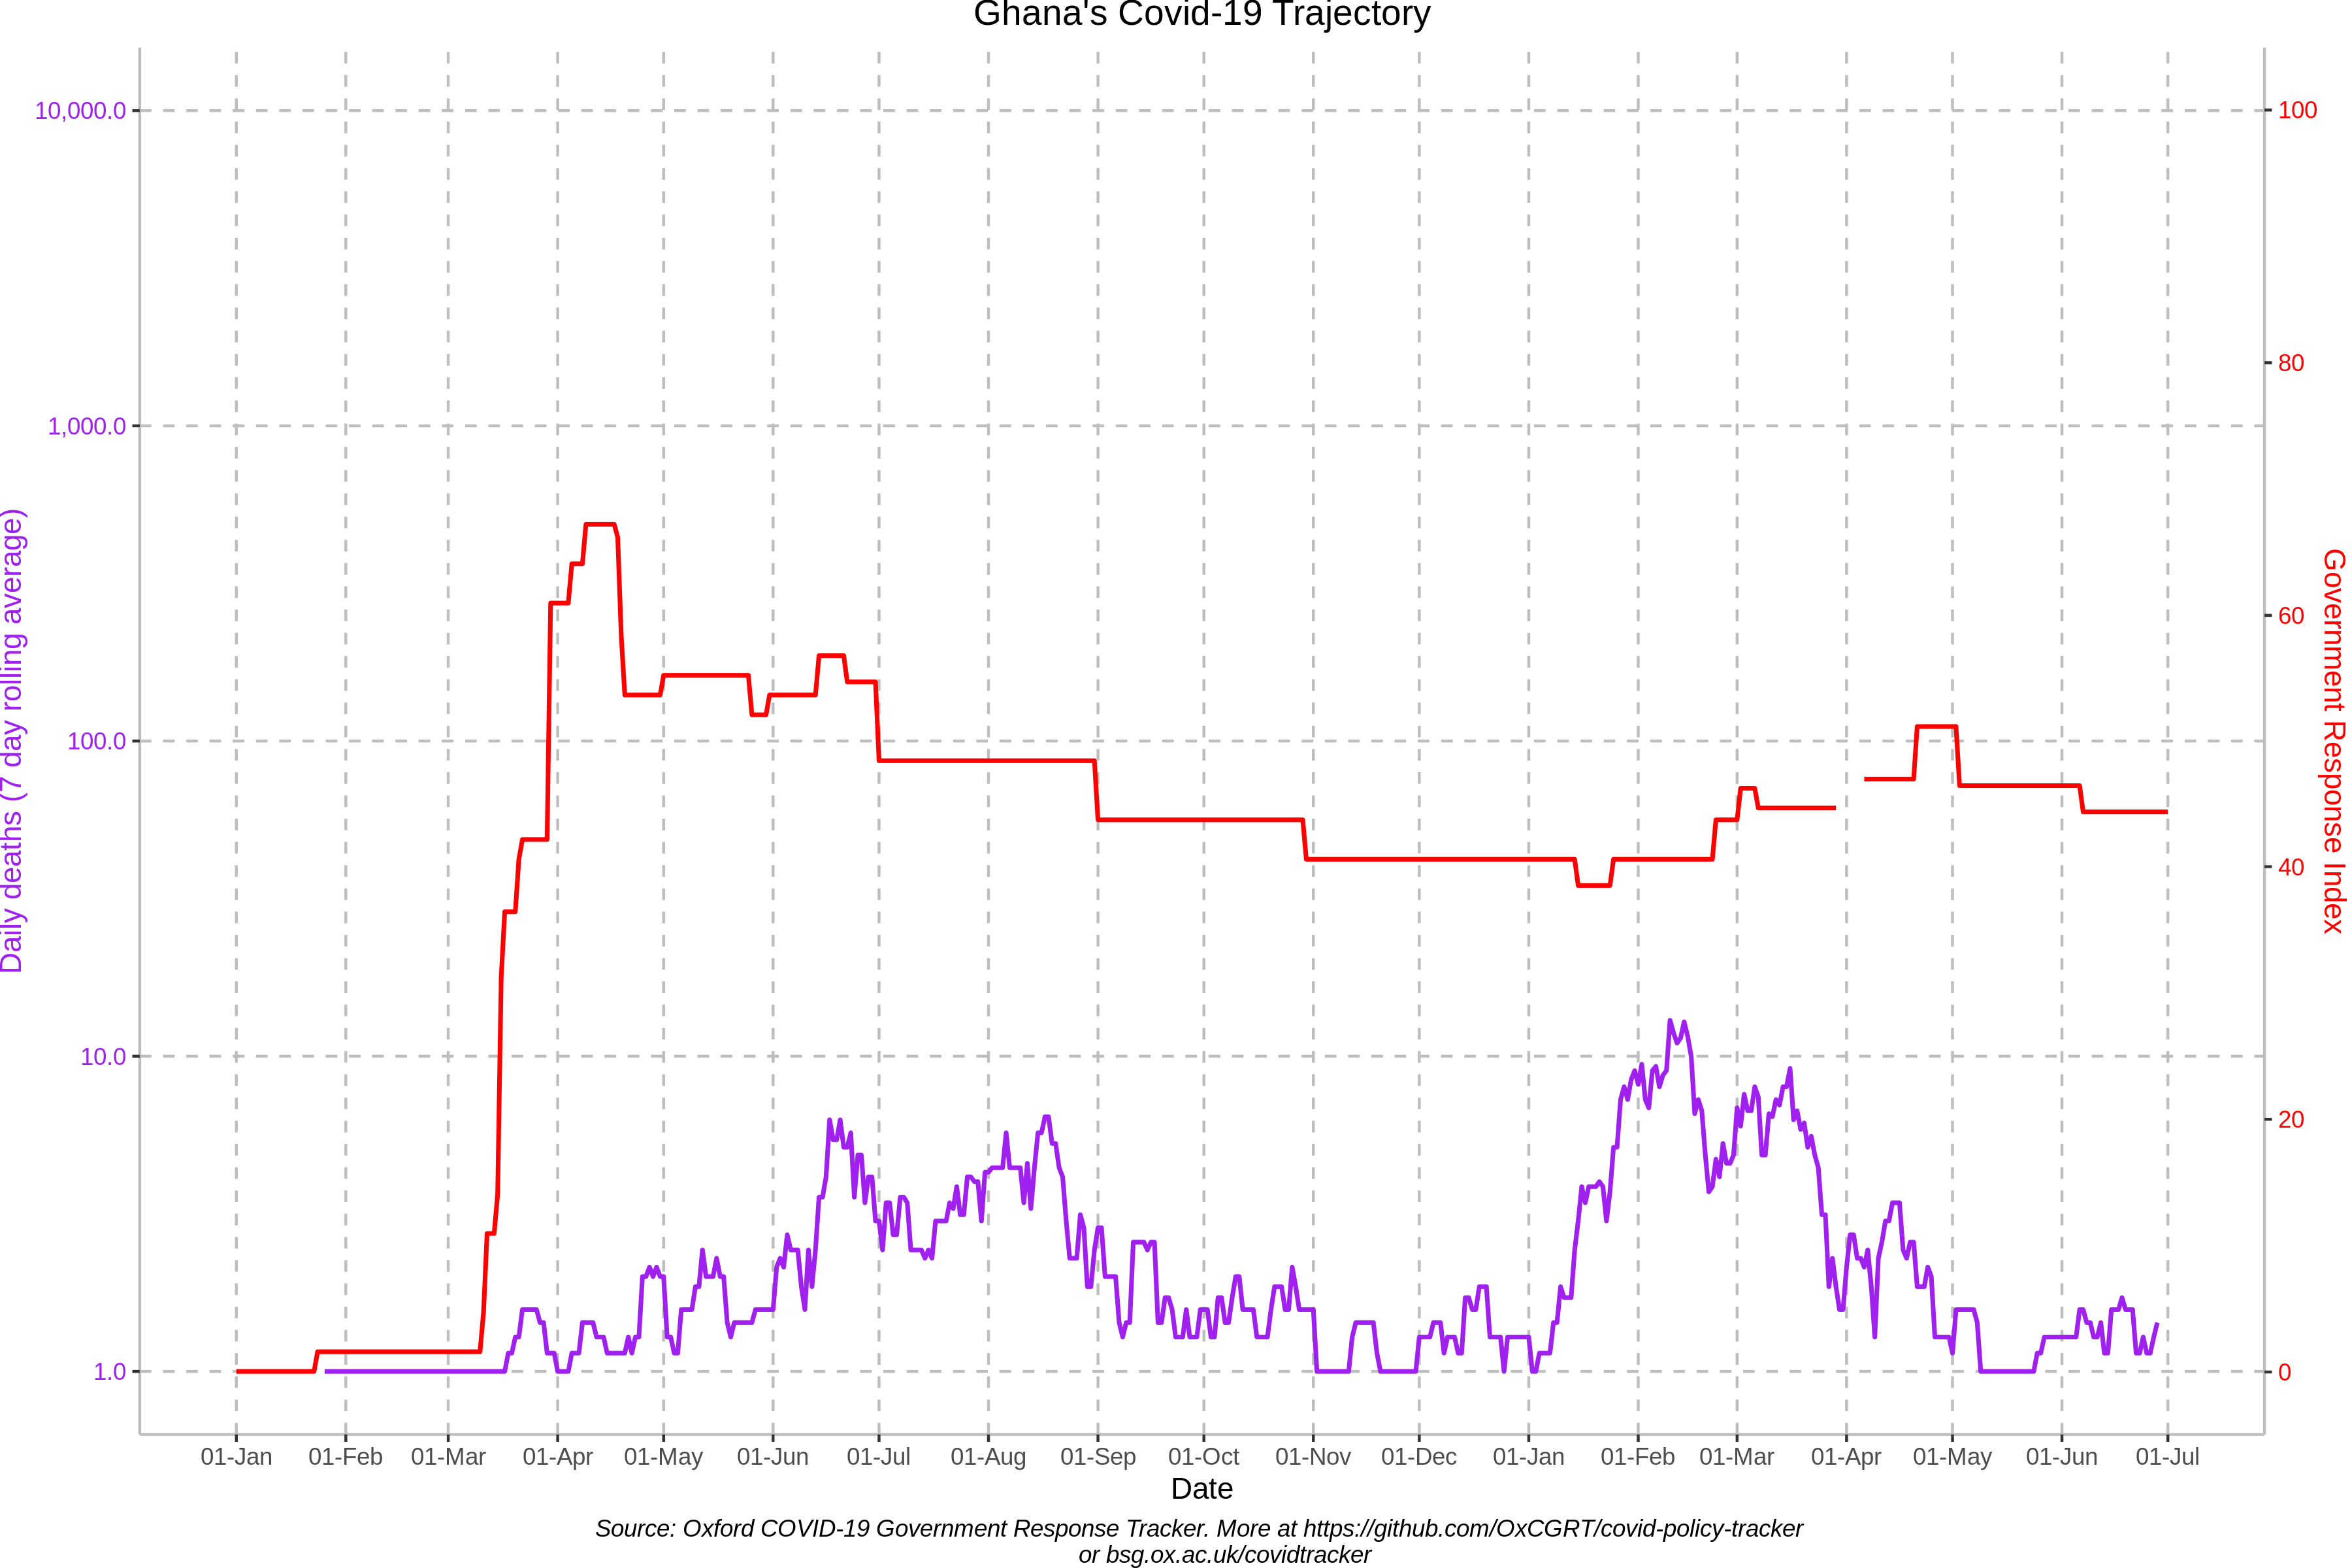 Ghana's Covid-19 Trajectory
10,000.0
1,000.0
100.0
10.0
1.0
Daily deaths (7 day rolling average)
100
80
60
40
20
0
Government Response Index
01-Jan 01-Feb 01-Mar 01-Apr 01-May 01-Jun 01-Jul 01-Aug 01-Sep 01-Oct 01-Nov 01-Dec 01-Jan 01-Feb 01-Mar 01-Apr 01-May 01-Jun 01-Jul
Date
Source: Oxford COVID-19 Government Response Tracker. More at https://github.com/OxCGRT/covid-policy-tracker
or bsg.ox.ac.uk/covidtracker